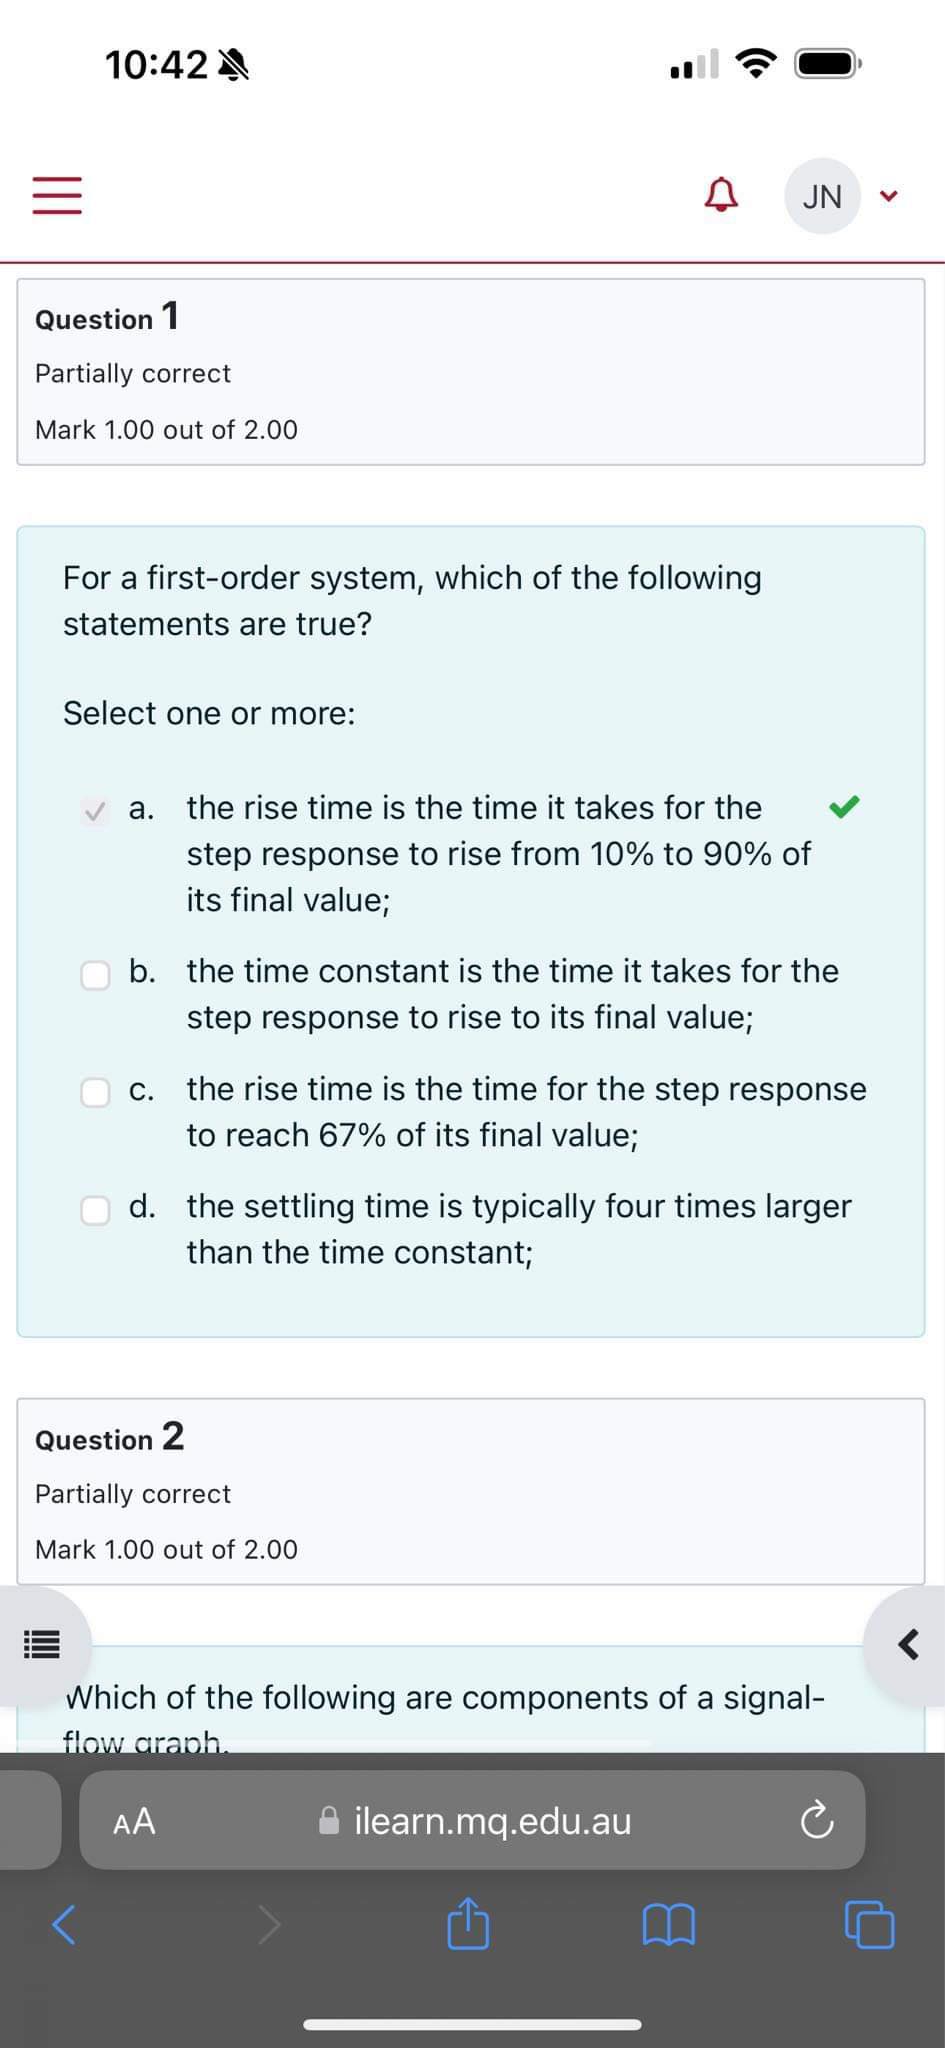 10:42
JN
Question 1
Partially correct
Mark 1.00 out of 2.00
For a first-order system, which of the following
statements are true?
Select one or more:
a. the rise time is the time it takes for the
step response to rise from 10% to 90% of
its final value;
b. the time constant is the time it takes for the
step response to rise to its final value;
c. the rise time is the time for the step response
to reach 67% of its final value;
d. the settling time is typically four times larger
than the time constant;
Question 2
Partially correct
Mark 1.00 out of 2.00
Which of the following are components of a signal-
flow graph.
AA
ilearn.mq.edu.au